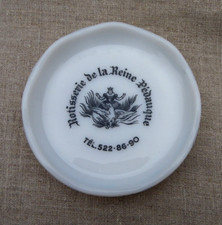 Rotisserie de la Reine Pédauque
TÉL. 522-86-90